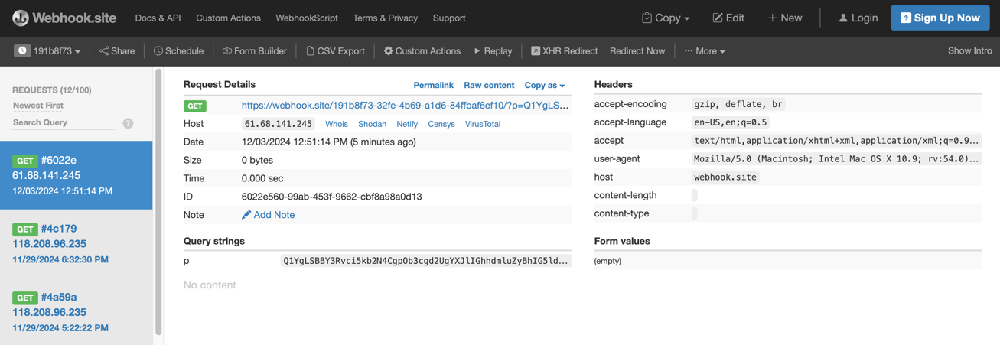 Webhook.site Docs & API Custom Actions WebhookScript Terms & Privacy Support Copy Edit New Login Sign Up Now
191b8f73 Share Schedule Form Builder CSV Export Custom Actions Replay XHR Redirect Redirect Now ··· More Show Intro
REQUESTS (12/100)
Newest First
Search Query ?
GET #6022e
61.68.141.245
12/03/2024 12:51:14 PM
GET #4c179
118.208.96.235
11/29/2024 6:32:30 PM
GET #4a59a
118.208.96.235
11/29/2024 5:22:22 PM
Request Details Permalink Raw content Copy as
GET https://webhook.site/191b8f73-32fe-4b69-a1d6-84ffbaf6ef10/?p=Q1YgLS...
Host 61.68.141.245 Whois Shodan Netify Censys VirusTotal
Date 12/03/2024 12:51:14 PM (5 minutes ago)
Size 0 bytes
Time 0.000 sec
ID 6022e560-99ab-453f-9662-cbf8a98a0d13
Note Add Note
Query strings
p Q1YgLSBBY3Rvci5kb2N4CgpOb3cgd2UgYXJlIGhhdmluZyBhIG5ld...
No content
Headers
accept-encoding gzip, deflate, br
accept-language en-US,en;q=0.5
accept text/html,application/xhtml+xml,application/xml;q=0.9...
user-agent Mozilla/5.0 (Macintosh; Intel Mac OS X 10.9; rv:54.0)...
host webhook.site
content-length
content-type
Form values
(empty)